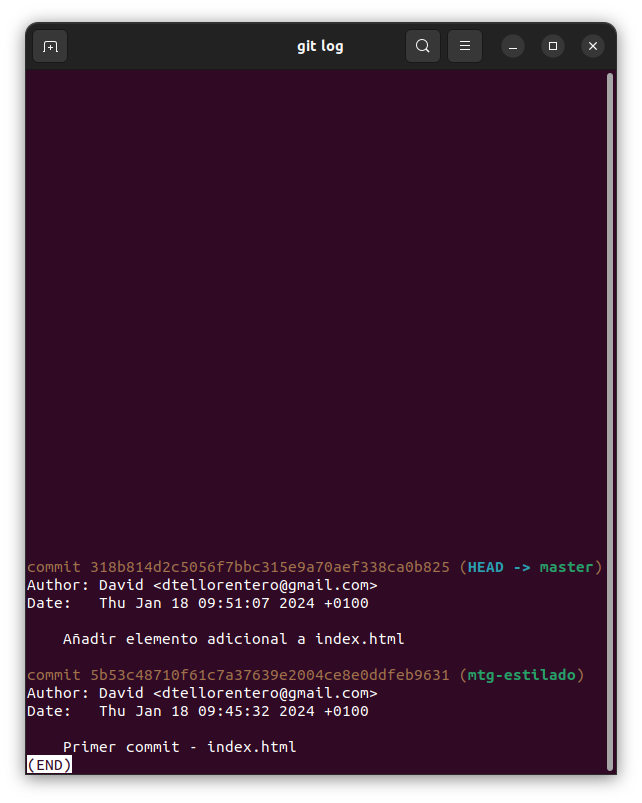 git log
commit 318b814d2c5056f7bbc315e9a70aef338ca0b825 (HEAD -> master)
Author: David <dtellorentero@gmail.com>
Date:   Thu Jan 18 09:51:07 2024 +0100
    Añadir elemento adicional a index.html
commit 5b53c48710f61c7a37639e2004ce8e0ddfeb9631 (mtg-estilado)
Author: David <dtellorentero@gmail.com>
Date:   Thu Jan 18 09:45:32 2024 +0100
    Primer commit - index.html
(END)